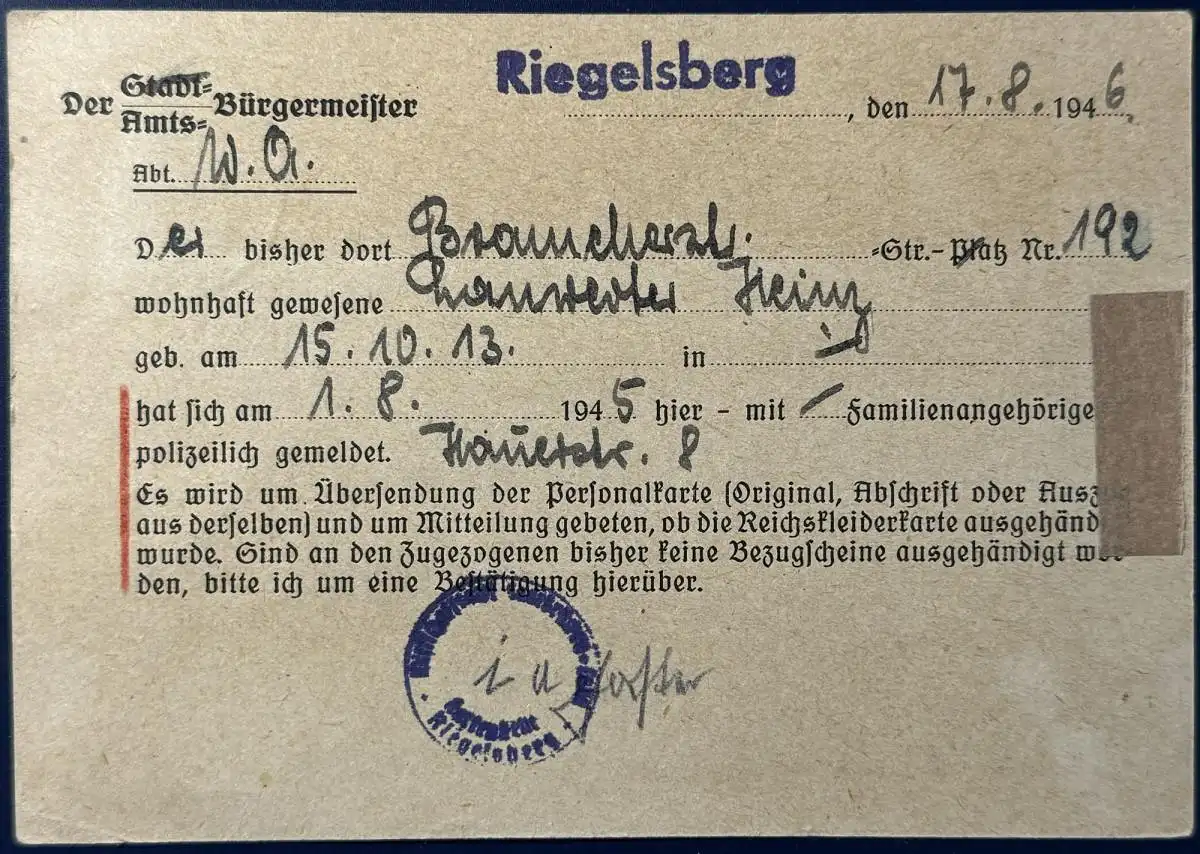 Riegelsberg
Der Stadt- Amts- Bürgermeister , den 17.8. 1946
Abt. W. A.
Der bisher dort =Str.-Platz Nr. 192
wohnhaft gewesene Heinz
geb. am 15. 10. 13. in
hat sich am 1. 8. 1945 hier - mit Familienangehörige
polizeilich gemeldet. 8
Es wird um Übersendung der Personalkarte (Original, Abschrift oder
aus derselben) und um Mitteilung gebeten, ob die Reichskleiderkarte ausgehänd
wurde. Sind an den Zugezogenen bisher keine Bezugscheine ausgehändigt wor-
den, bitte ich um eine Bestätigung hierüber.
i a
Riegelsberg